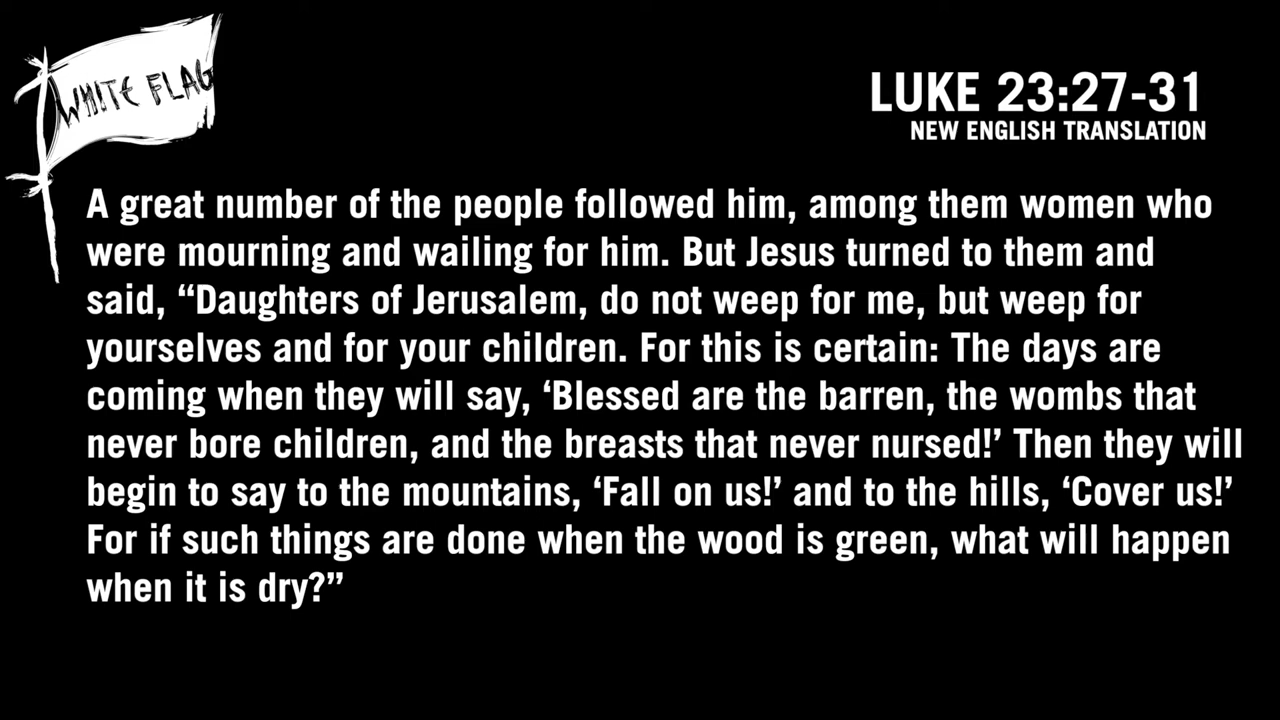 WHITE FLAG
LUKE 23:27-31
NEW ENGLISH TRANSLATION
A great number of the people followed him, among them women who
were mourning and wailing for him. But Jesus turned to them and
said, “Daughters of Jerusalem, do not weep for me, but weep for
yourselves and for your children. For this is certain: The days are
coming when they will say, ‘Blessed are the barren, the wombs that
never bore children, and the breasts that never nursed!’ Then they will
begin to say to the mountains, ‘Fall on us!’ and to the hills, ‘Cover us!’
For if such things are done when the wood is green, what will happen
when it is dry?”